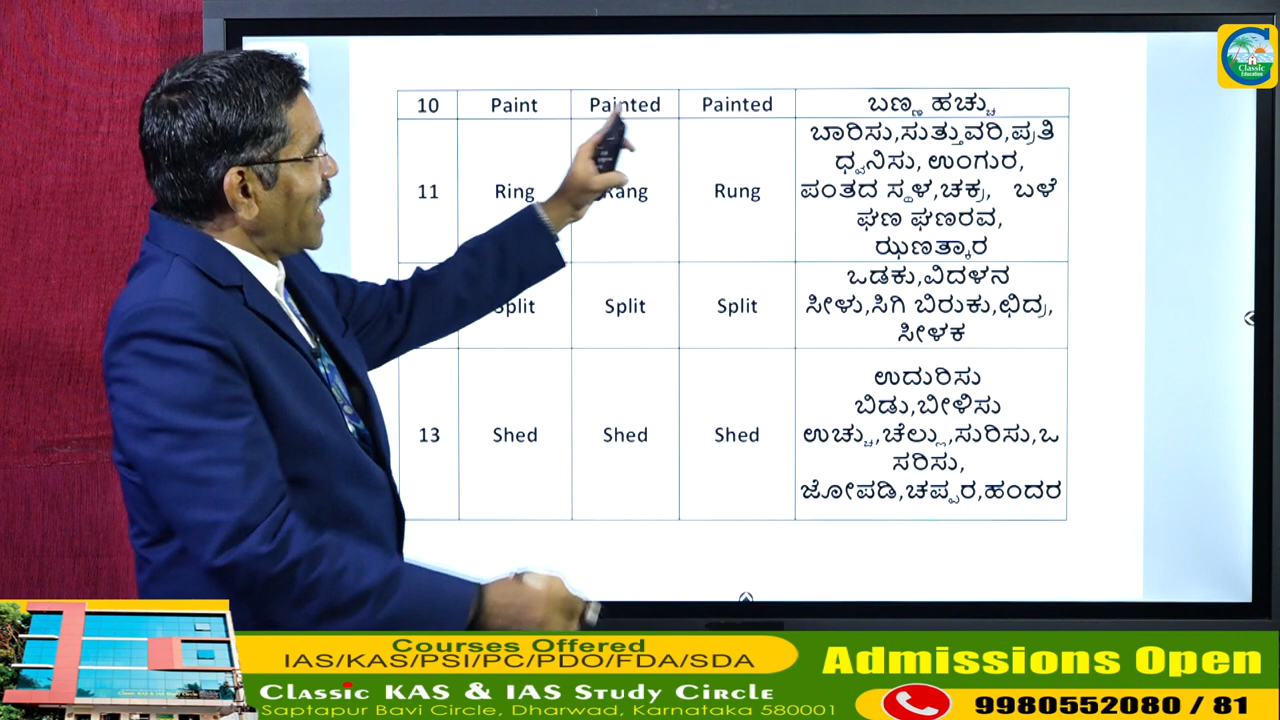 Classic
Education
10 Paint Painted Painted ಬಣ್ಣ ಹಚ್ಚು
11 Ring Rang Rung ಬಾರಿಸು,ಸುತ್ತುವರಿ,ಪ್ರತಿ
ಧ್ವನಿಸು, ಉಂಗುರ,
ಪಂತದ ಸ್ಥಳ,ಚಕ್ರ, ಬಳೆ
ಘಣ ಘಣರವ,
ಝಣತ್ಕಾರ
Split Split Split ಒಡಕು,ವಿದಳನ
ಸೀಳು,ಸಿಗಿ ಬಿರುಕು,ಛಿದ್ರ,
ಸೀಳಕ
13 Shed Shed Shed ಉದುರಿಸು
ಬಿಡು,ಬೀಳಿಸು
ಉಚ್ಚು,ಚೆಲ್ಲು,ಸುರಿಸು,ಒ
ಸರಿಸು,
ಜೋಪಡಿ,ಚಪ್ಪರ,ಹಂದರ
Courses Offered
IAS/KAS/PSI/PC/PDO/FDA/SDA
Classic KAS & IAS Study Circle
Saptapur Bavi Circle, Dharwad, Karnataka 580001
Admissions Open
9980552080 / 81